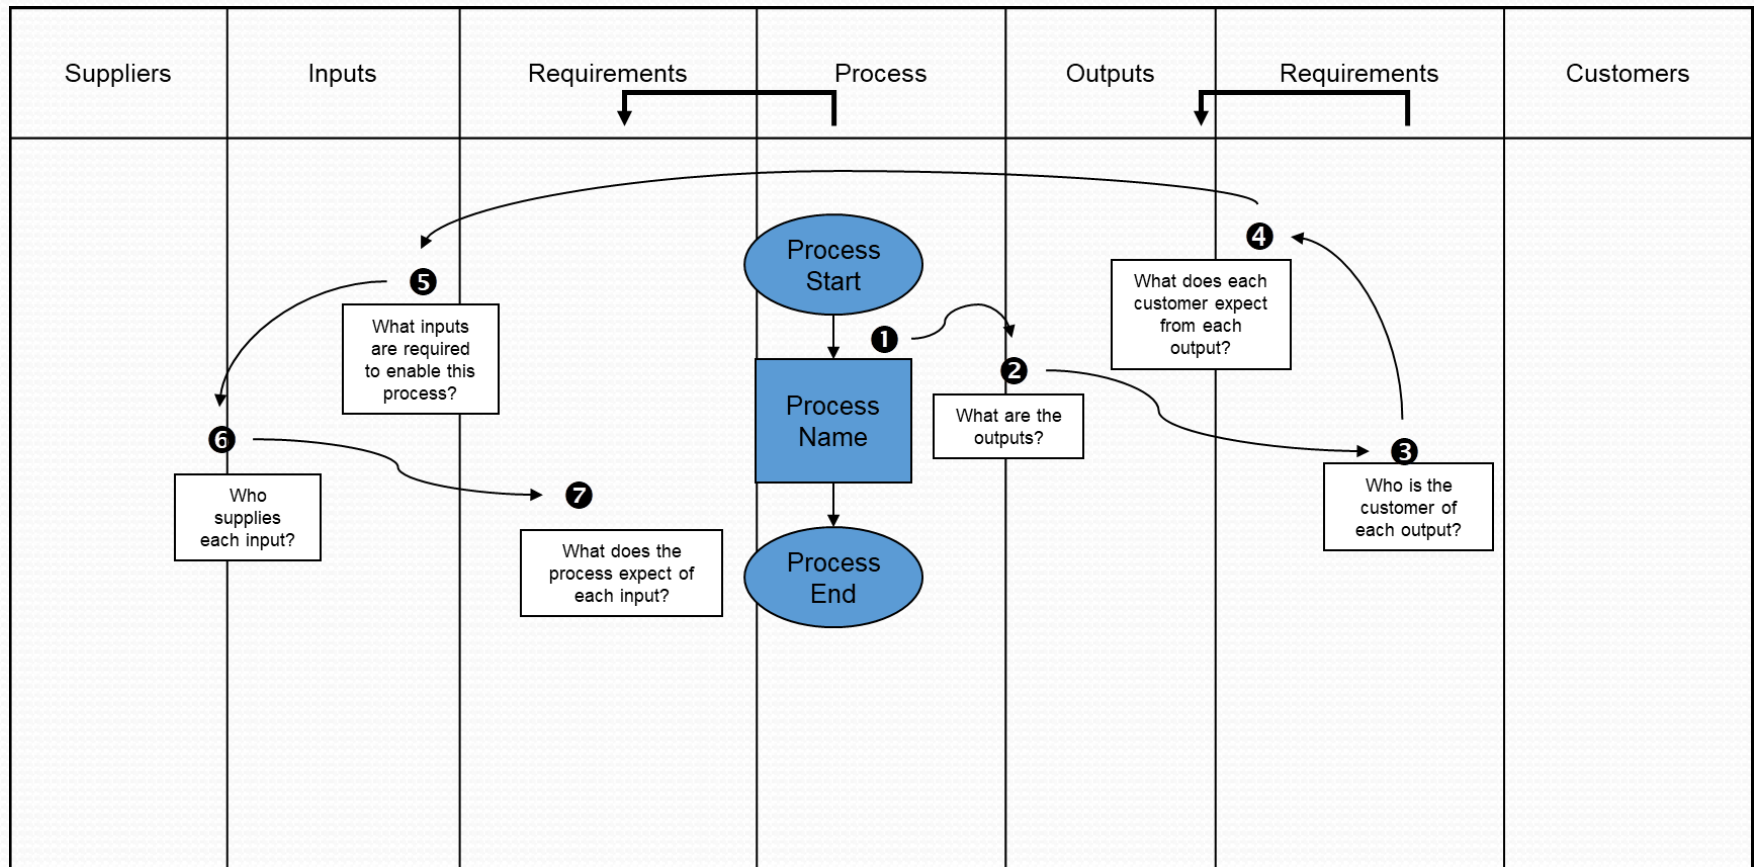 Suppliers
Inputs
Requirements
Process
Outputs
Requirements
Customers
Process
Start
❶
Process
Name
Process
End
❷
What are the
outputs?
❸
Who is the
customer of
each output?
❹
What does each
customer expect
from each
output?
❺
What inputs
are required
to enable this
process?
❻
Who
supplies
each input?
❼
What does the
process expect of
each input?